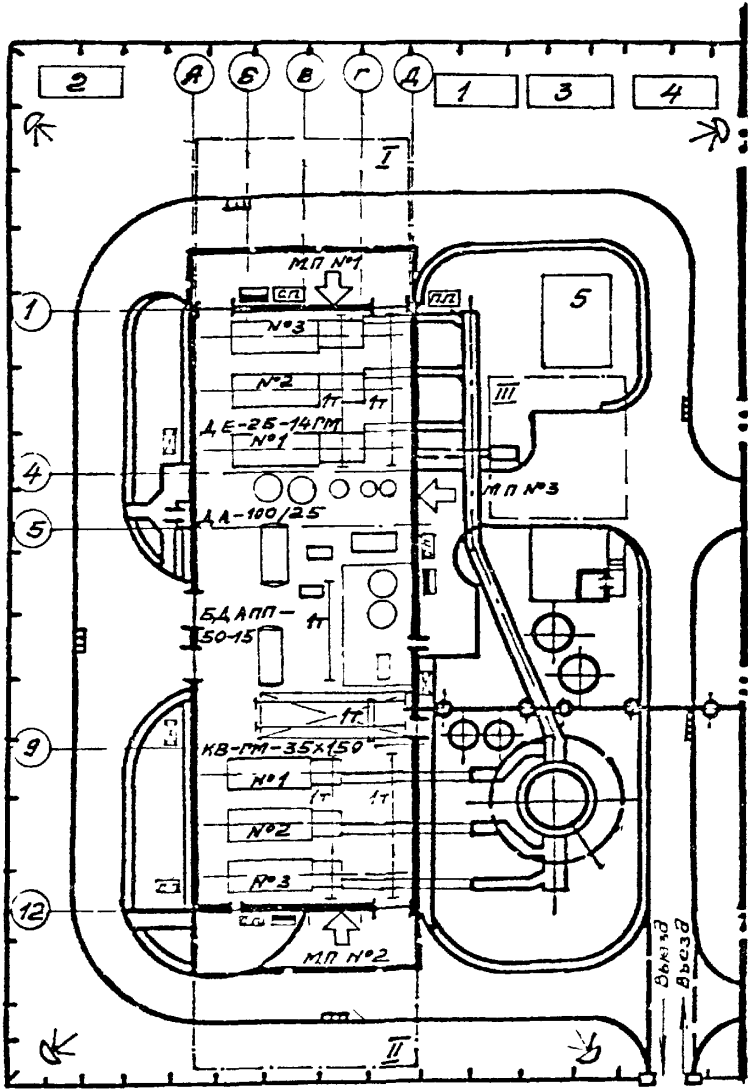 2
А
Б
В
Г
Д
1
3
4
I
МП №1
СП
ПП
1
№3
5
№2
III
1т
1т
ДЕ-25-14ГМ
№1
4
МП №3
5
ДА-100/25
БДАПП-
50-15
1т
1т
9
КВ-ГМ-35х150
№1
1т
1т
№2
№3
12
МП №2
Выезд
Въезд
II